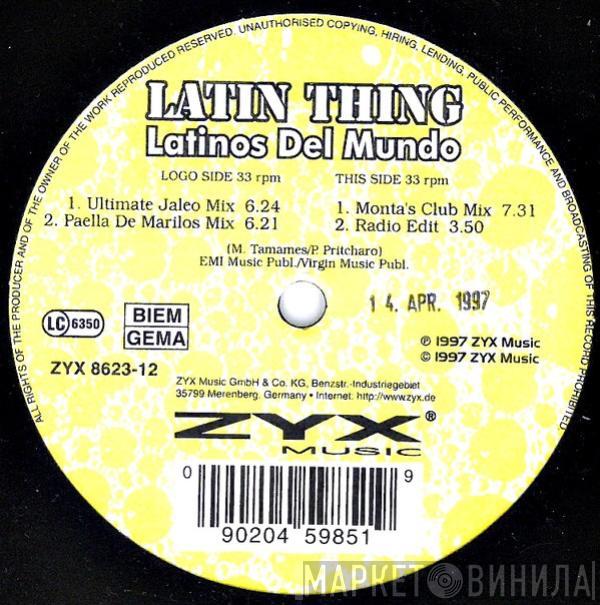 ALL RIGHTS OF THE PRODUCER AND OF THE OWNER OF THE WORK REPRODUCED RESERVED. UNAUTHORISED COPYING, HIRING, LENDING, PUBLIC PERFORMANCE AND BROADCASTING OF THIS RECORD PROHIBITED.
LATIN THING
Latinos Del Mundo
LOGO SIDE 33 rpm
1. Ultimate Jaleo Mix 6.24
2. Paella De Marilos Mix 6.21
THIS SIDE 33 rpm
1. Monta's Club Mix 7.31
2. Radio Edit 3.50
(M. Tamames/P. Pritcharo)
EMI Music Publ./Virgin Music Publ.
14. APR. 1997
LC 6350
BIEM
GEMA
ZYX 8623-12
℗ 1997 ZYX Music
© 1997 ZYX Music
ZYX Music GmbH & Co. KG, Benzstr.-Industriegebiet
35799 Merenberg, Germany • Internet: http://www.zyx.de
ZYX®
MUSIC
0 90204 59851 9
МАРКЕТ ВИНИЛА